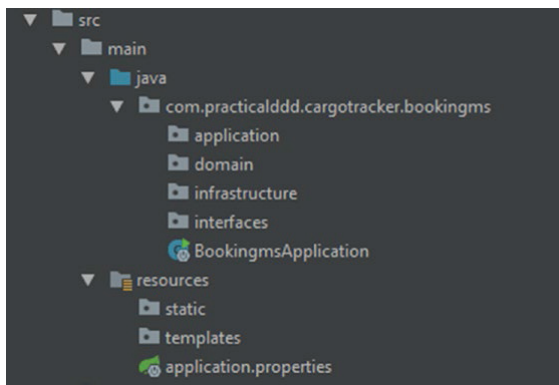 src
main
java
com.practicalddd.cargotracker.bookingms
application
domain
infrastructure
interfaces
BookingmsApplication
resources
static
templates
application.properties